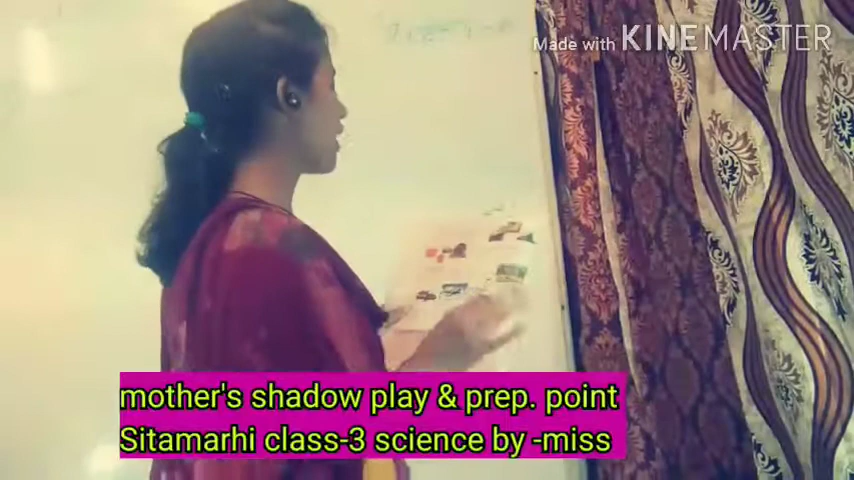 Made with KINEMASTER
mother's shadow play & prep. point
Sitamarhi class-3 science by -miss